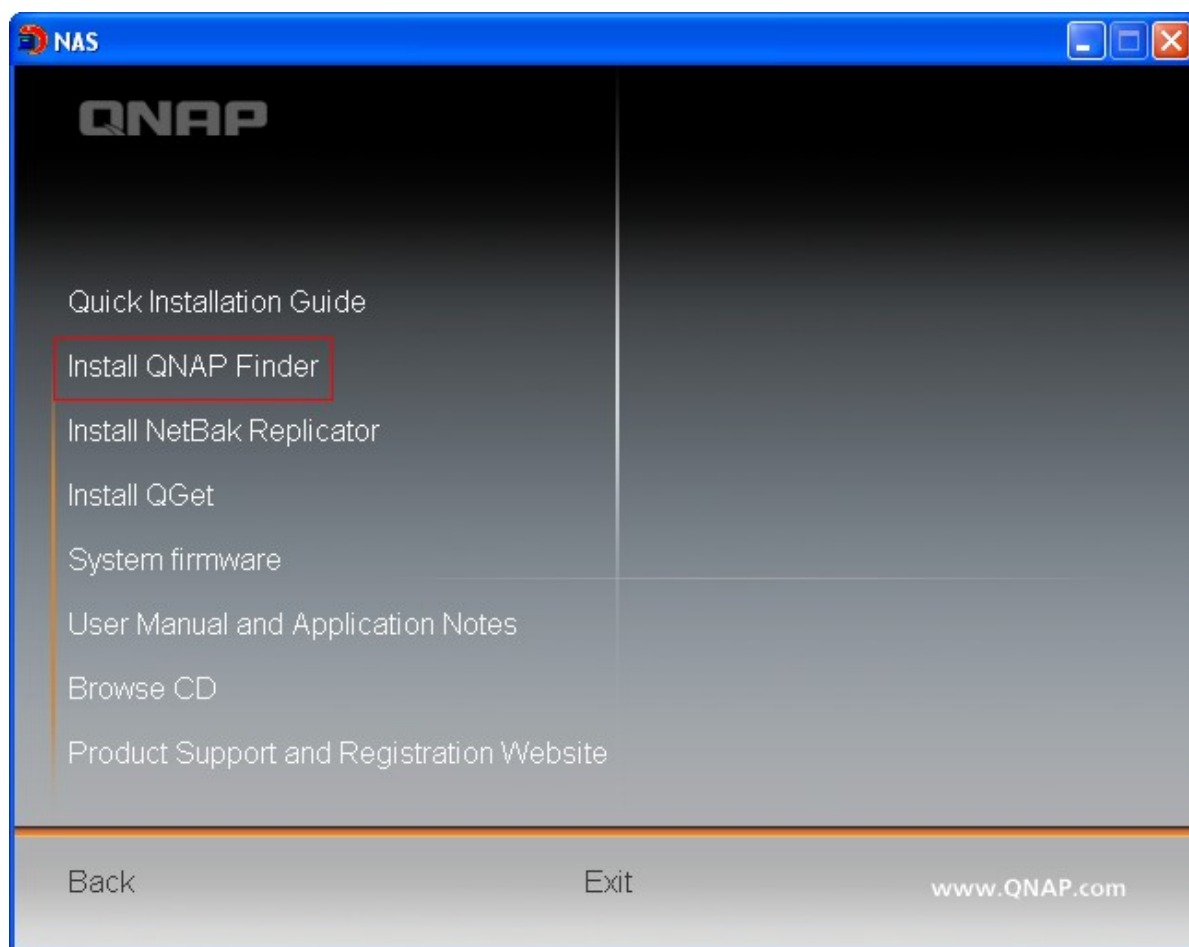 NAS
QNAP
Quick Installation Guide
Install QNAP Finder
Install NetBak Replicator
Install QGet
System firmware
User Manual and Application Notes
Browse CD
Product Support and Registration Website
Back Exit www.QNAP.com